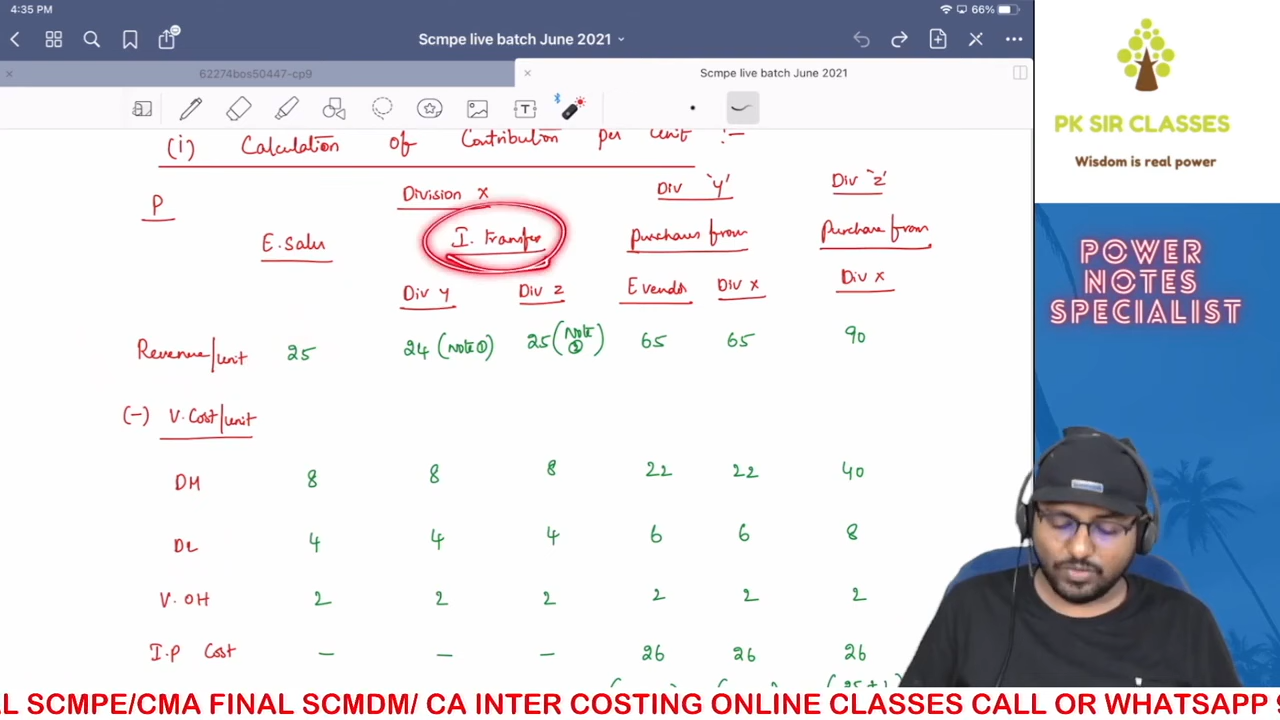 4:35 PM
66%
Scmpe live batch June 2021
62274bos50447-cp9
Scmpe live batch June 2021
PK SIR CLASSES
Wisdom is real power
POWER
NOTES
SPECIALIST
(i) Calculation of Contribution per unit :-
P Division X Div 'Y' Div 'Z'
E. Sales I. Transfer Purchases from Purchase from
Div Y Div Z E vendor Div X Div X
Revenue/unit 25 24 (Note ①) 25 (Note ②) 65 65 90
(-) V. Cost/unit
DM 8 8 8 22 22 40
DL 4 4 4 6 6 8
V. OH 2 2 2 2 2 2
I.P Cost — — — 26 26 26
(25+1)
L SCMPE/CMA FINAL SCMDM/ CA INTER COSTING ONLINE CLASSES CALL OR WHATSAPP